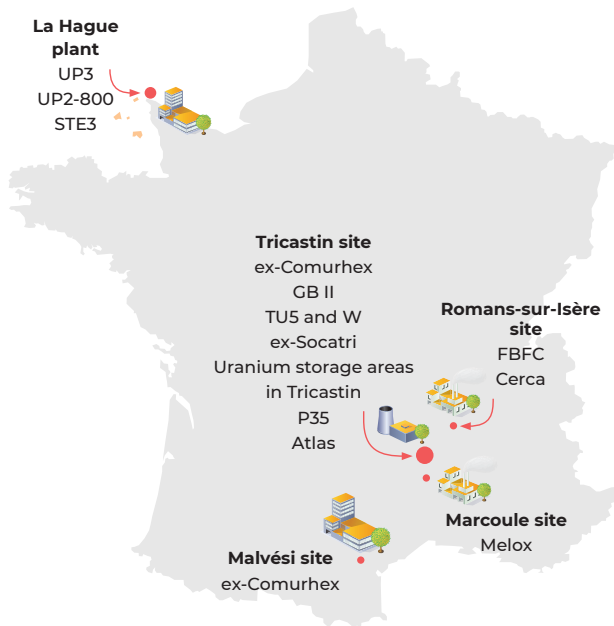 La Hague
plant
UP3
UP2-800
STE3
Tricastin site
ex-Comurhex
GB II
TU5 and W
ex-Socatri
Uranium storage areas
in Tricastin
P35
Atlas
Romans-sur-Isère
site
FBFC
Cerca
Marcoule site
Melox
Malvési site
ex-Comurhex